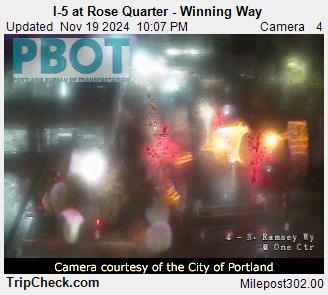 I-5 at Rose Quarter - Winning Way
Updated Nov 19 2024 10:07 PM Camera 4
PBOT
PORTLAND BUREAU OF TRANSPORTATION
4 - N. Ramsey Wy
@ One Ctr
Camera courtesy of the City of Portland
TripCheck.com Milepost302.00